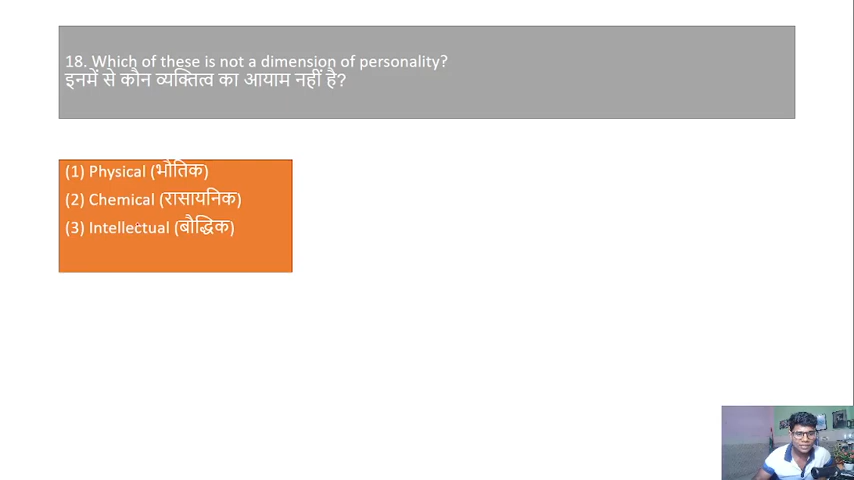 18. Which of these is not a dimension of personality?
इनमें से कौन व्यक्तित्व का आयाम नहीं है?
(1) Physical (भौतिक)
(2) Chemical (रासायनिक)
(3) Intellectual (बौद्धिक)